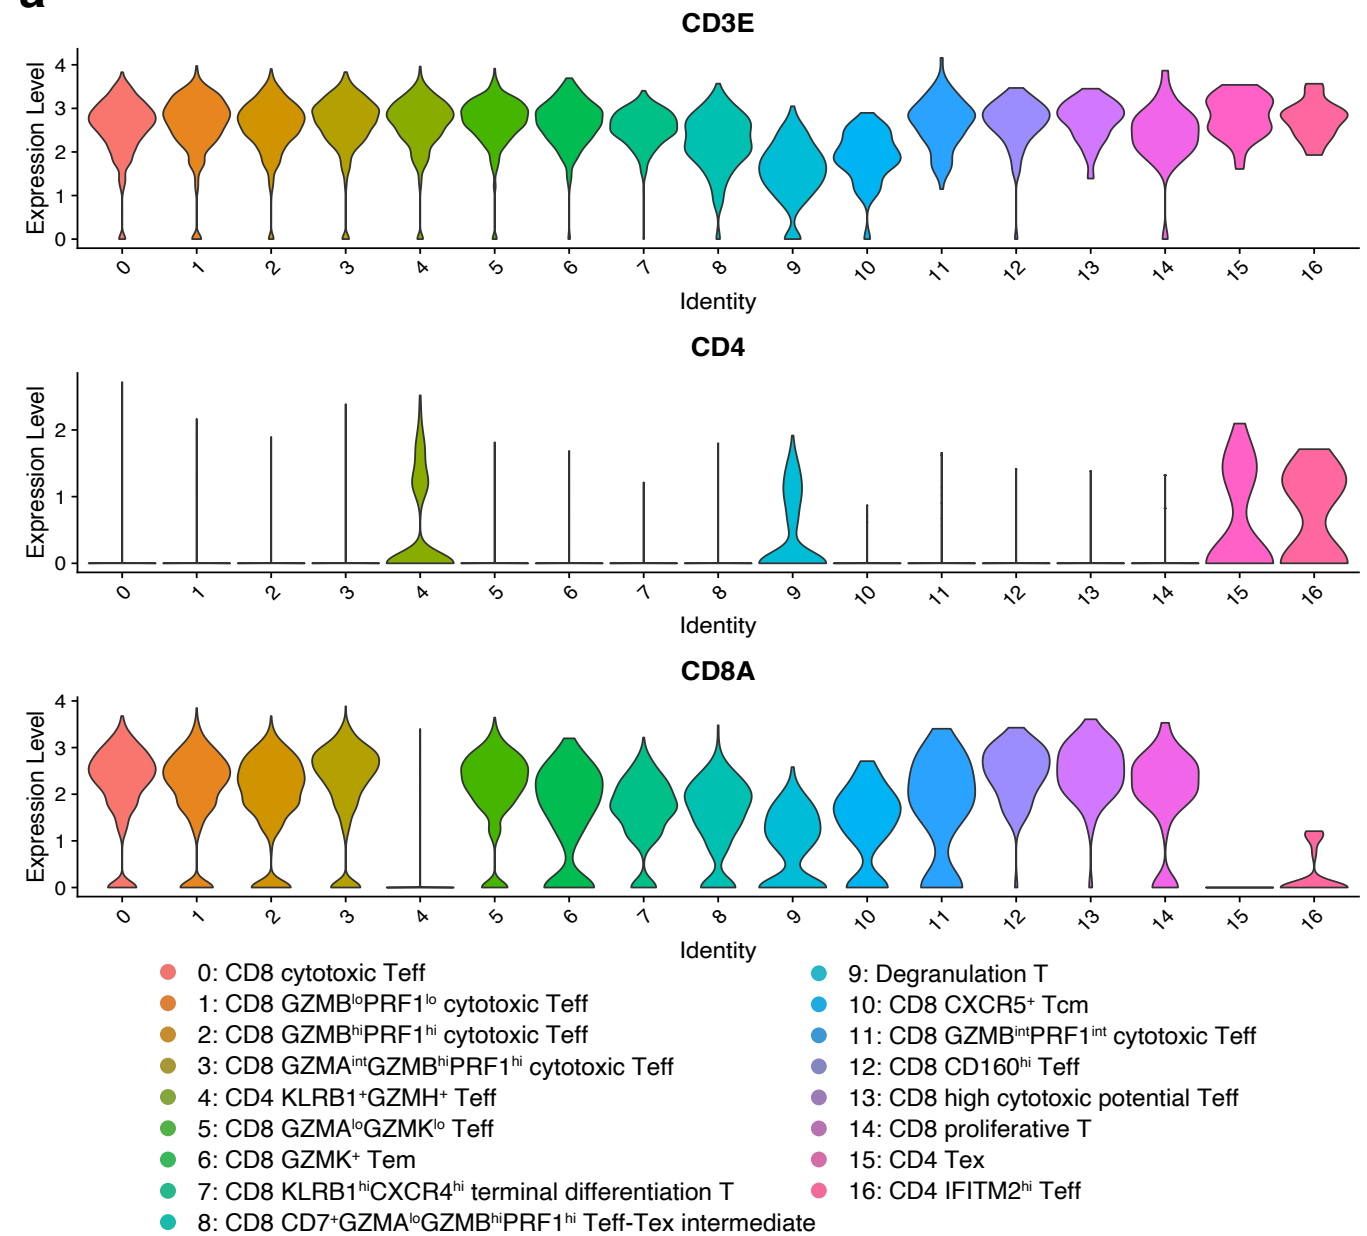 a
CD3E
Expression Level
4
3
2
1
0
0 1 2 3 4 5 6 7 8 9 10 11 12 13 14 15 16
Identity
CD4
Expression Level
2
1
0
0 1 2 3 4 5 6 7 8 9 10 11 12 13 14 15 16
Identity
CD8A
Expression Level
4
3
2
1
0
0 1 2 3 4 5 6 7 8 9 10 11 12 13 14 15 16
Identity
0: CD8 cytotoxic Teff
1: CD8 GZMBloPRF1lo cytotoxic Teff
2: CD8 GZMBhiPRF1hi cytotoxic Teff
3: CD8 GZMAintGZMBhiPRF1hi cytotoxic Teff
4: CD4 KLRB1+GZMH+ Teff
5: CD8 GZMAloGZMKlo Teff
6: CD8 GZMK+ Tem
7: CD8 KLRB1hiCXCR4hi terminal differentiation T
8: CD8 CD7+GZMAloGZMBhiPRF1hi Teff-Tex intermediate
9: Degranulation T
10: CD8 CXCR5+ Tcm
11: CD8 GZMBintPRF1int cytotoxic Teff
12: CD8 CD160hi Teff
13: CD8 high cytotoxic potential Teff
14: CD8 proliferative T
15: CD4 Tex
16: CD4 IFITM2hi Teff